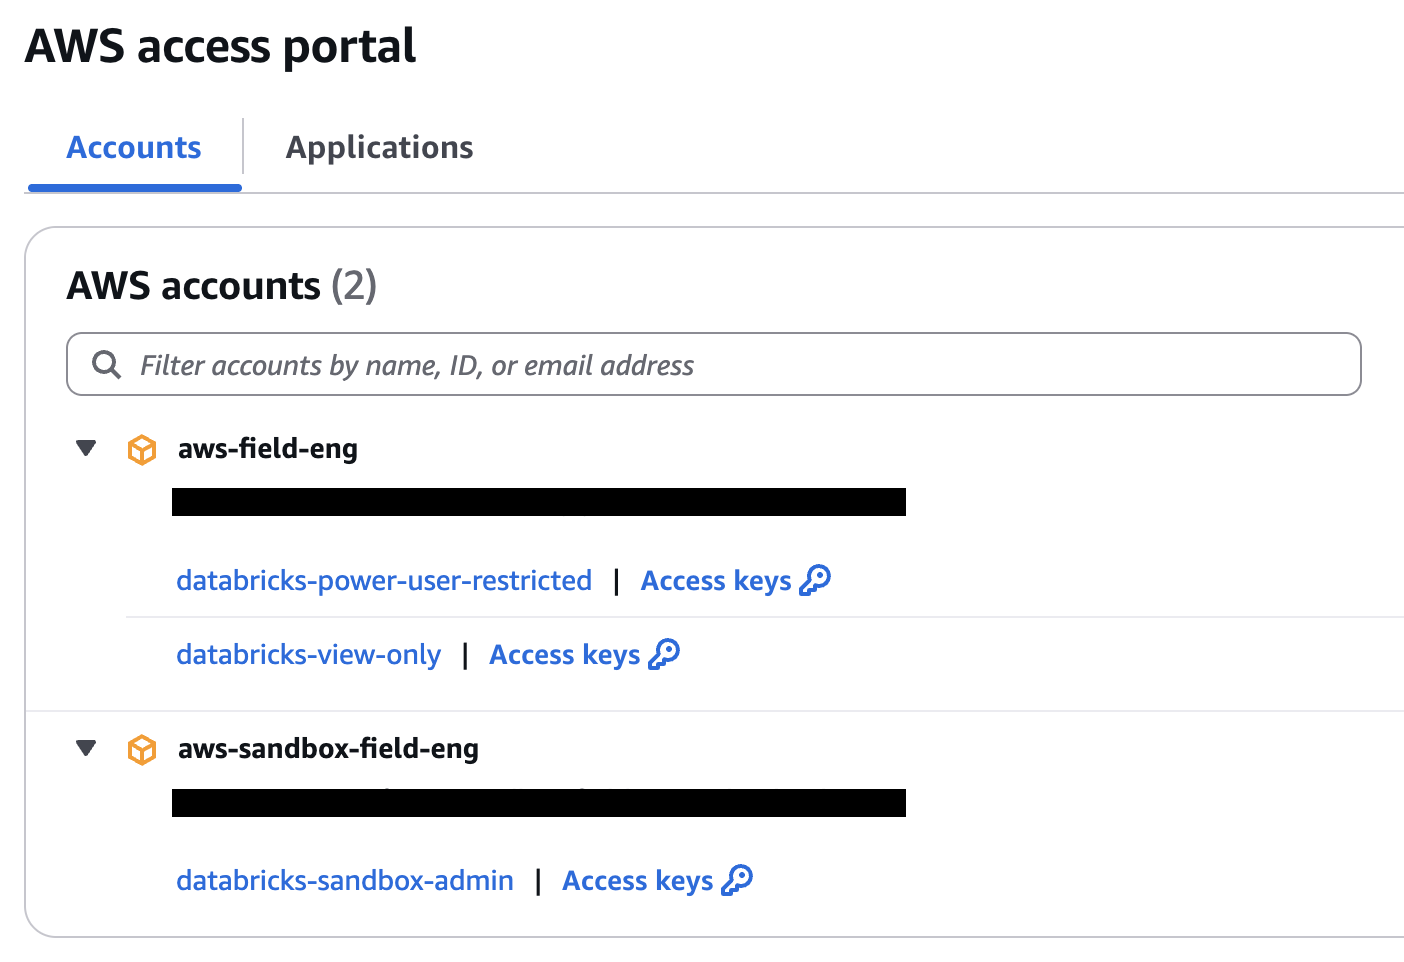 AWS access portal
Accounts
Applications
AWS accounts (2)
Filter accounts by name, ID, or email address
aws-field-eng
databricks-power-user-restricted | Access keys
databricks-view-only | Access keys
aws-sandbox-field-eng
databricks-sandbox-admin | Access keys